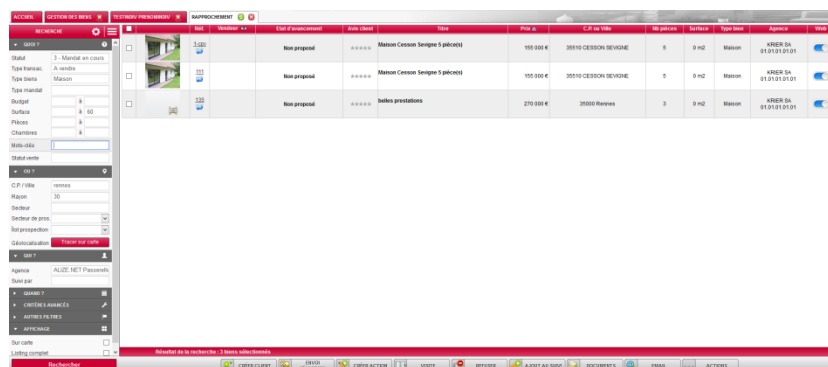 ACCUEIL GESTION DES BIENS TESTINDIV PRENOMINDIV RAPPROCHEMENT
RECHERCHE
Réf. Vendeur Etat d'avancement Avis client Titre Prix C.P. ou Ville Nb pièces Surface Type bien Agence Web
QUOI ?
Statut 3 - Mandat en cours
Type transac. A vendre
Type biens Maison
Type mandat
Budget à
Surface à 60
Pièces à
Chambres à
Mots-clés
Statut vente
OU ?
C.P. / Ville rennes
Rayon 30
Secteur
Secteur de pros.
Îlot prospection
Géolocalisation Tracer sur carte
QUI ?
Agence ALIZE.NET Passerelle
Suivi par
QUAND ?
CRITÈRES AVANCÉS
AUTRES FILTRES
AFFICHAGE
Sur carte
Listing complet
Rechercher
Non proposé Maison Cesson Sevigne 5 pièce(s) 155 000 € 35510 CESSON SEVIGNE 5 0 m2 Maison KRIER SA
01.01.01.01.01
111 Non proposé Maison Cesson Sevigne 5 pièce(s) 155 000 € 35510 CESSON SEVIGNE 5 0 m2 Maison KRIER SA
01.01.01.01.01
135 Non proposé belles prestations 270 000 € 35000 Rennes 3 0 m2 Maison KRIER SA
01.01.01.01.01
Résultat de la recherche : 3 biens sélectionnés
CRÉER CLIENT ENVOI CRÉER ACTION VISITE REFUSER AJOUT AU SUIVI DOCUMENTS EMAIL ACTIONS